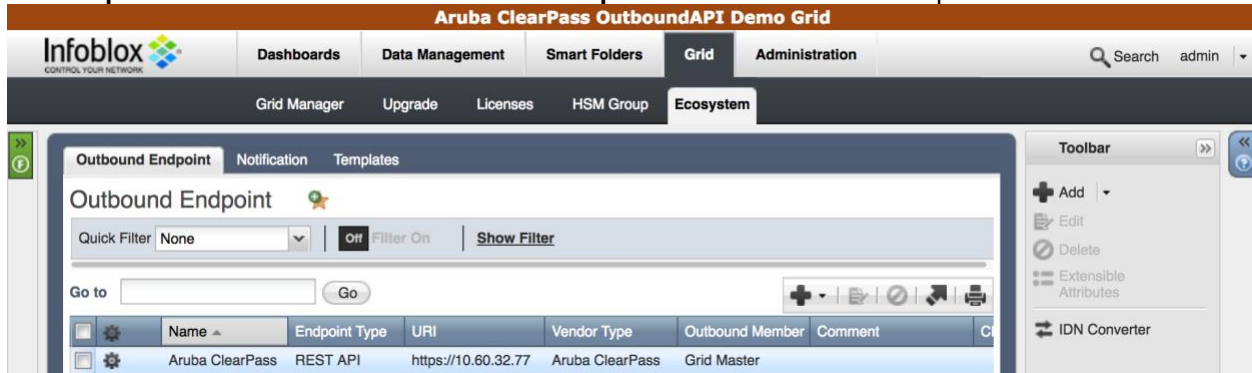 Aruba ClearPass OutboundAPI Demo Grid
Infoblox
CONTROL YOUR NETWORK
Dashboards Data Management Smart Folders Grid Administration Search admin
Grid Manager Upgrade Licenses HSM Group Ecosystem
Outbound Endpoint Notification Templates
Outbound Endpoint
Quick Filter None Off Filter On Show Filter
Go to Go
Name Endpoint Type URI Vendor Type Outbound Member Comment
Aruba ClearPass REST API https://10.60.32.77 Aruba ClearPass Grid Master
Toolbar
Add
Edit
Delete
Extensible
Attributes
IDN Converter